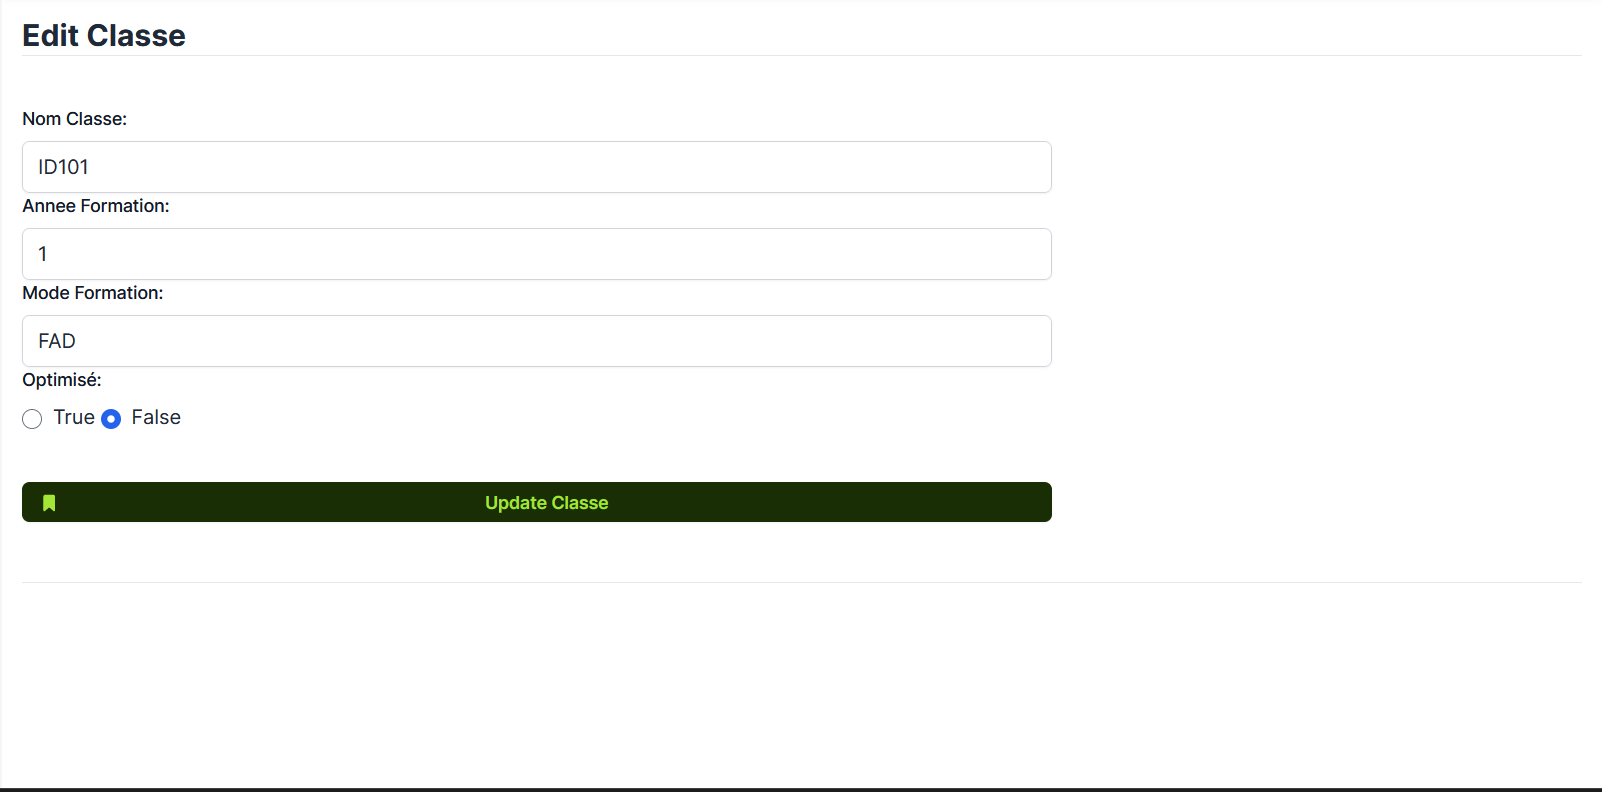 Edit Classe
Nom Classe:
ID101
Annee Formation:
1
Mode Formation:
FAD
Optimisé:
True False
Update Classe